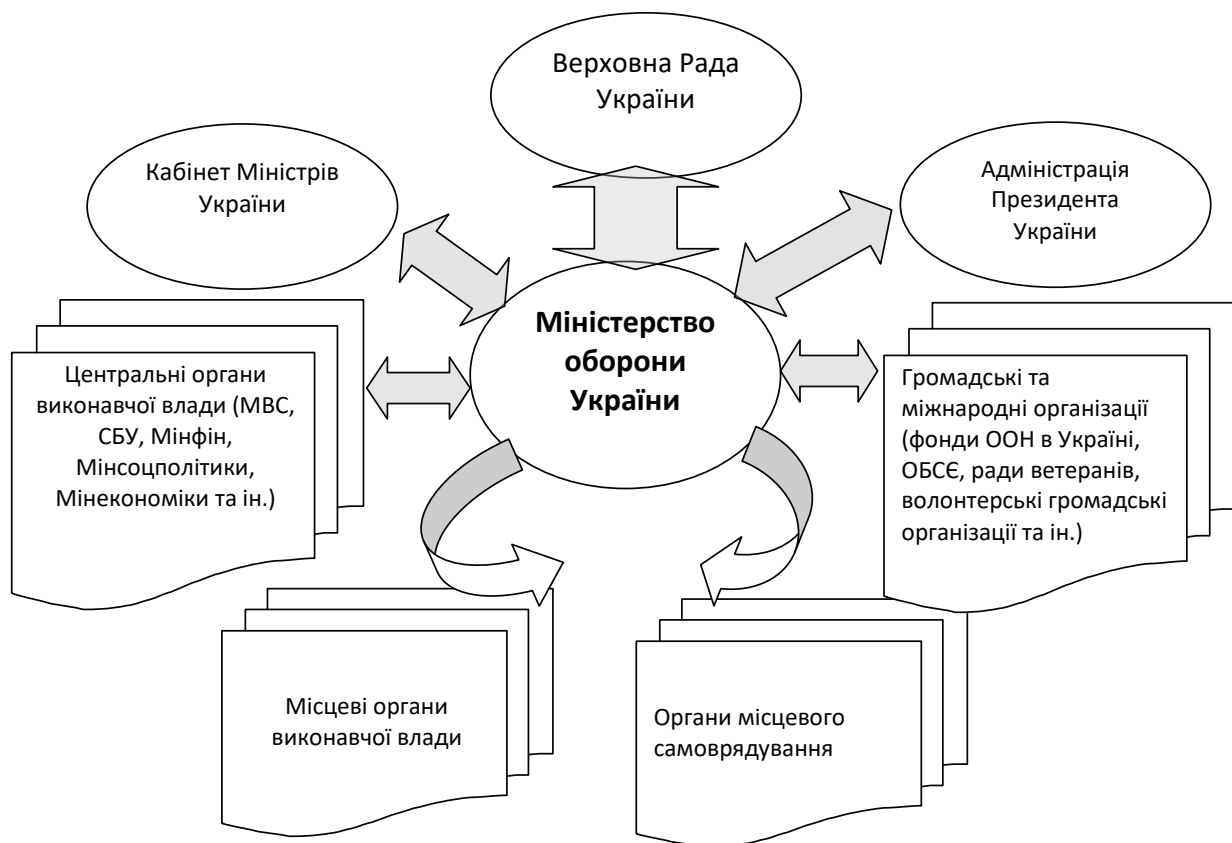 Верховна Рада
України
Кабінет Міністрів
України
Адміністрація
Президента
України
Міністерство
оборони
України
Центральні органи
виконавчої влади (МВС,
СБУ, Мінфін,
Мінсоцполітики,
Мінекономіки та ін.)
Громадські та
міжнародні організації
(фонди ООН в Україні,
ОБСЄ, ради ветеранів,
волонтерські громадські
організації та ін.)
Місцеві органи
виконавчої влади
Органи місцевого
самоврядування